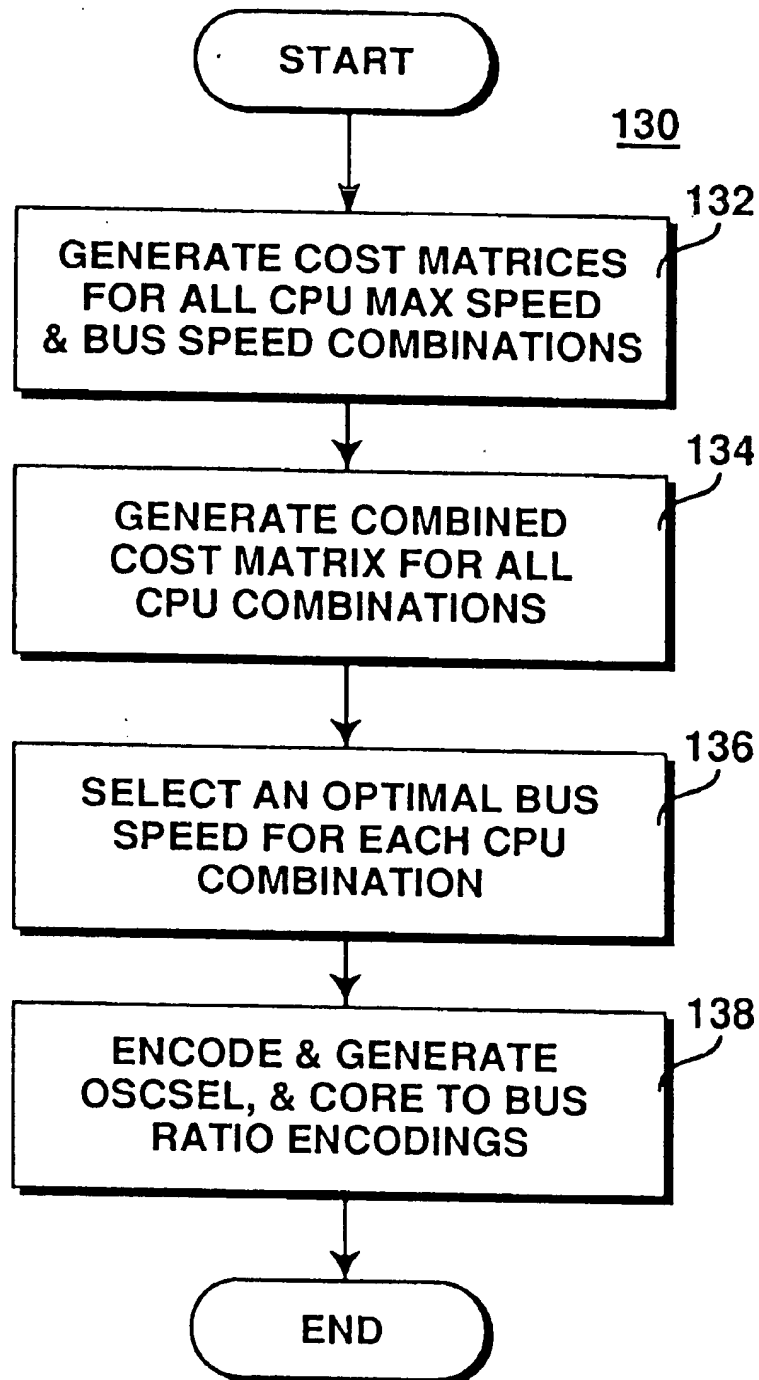 START
130
132
GENERATE COST MATRICES
FOR ALL CPU MAX SPEED
& BUS SPEED COMBINATIONS
134
GENERATE COMBINED
COST MATRIX FOR ALL
CPU COMBINATIONS
136
SELECT AN OPTIMAL BUS
SPEED FOR EACH CPU
COMBINATION
138
ENCODE & GENERATE
OSCSEL, & CORE TO BUS
RATIO ENCODINGS
END